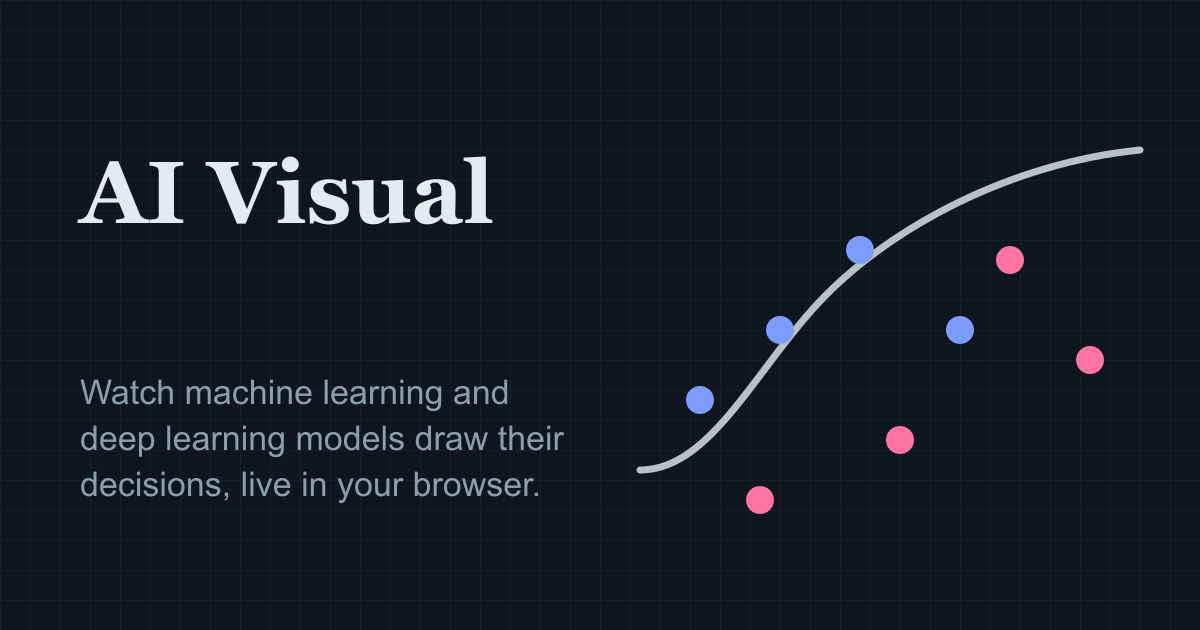 AI Visual
Watch machine learning and
deep learning models draw their
decisions, live in your browser.